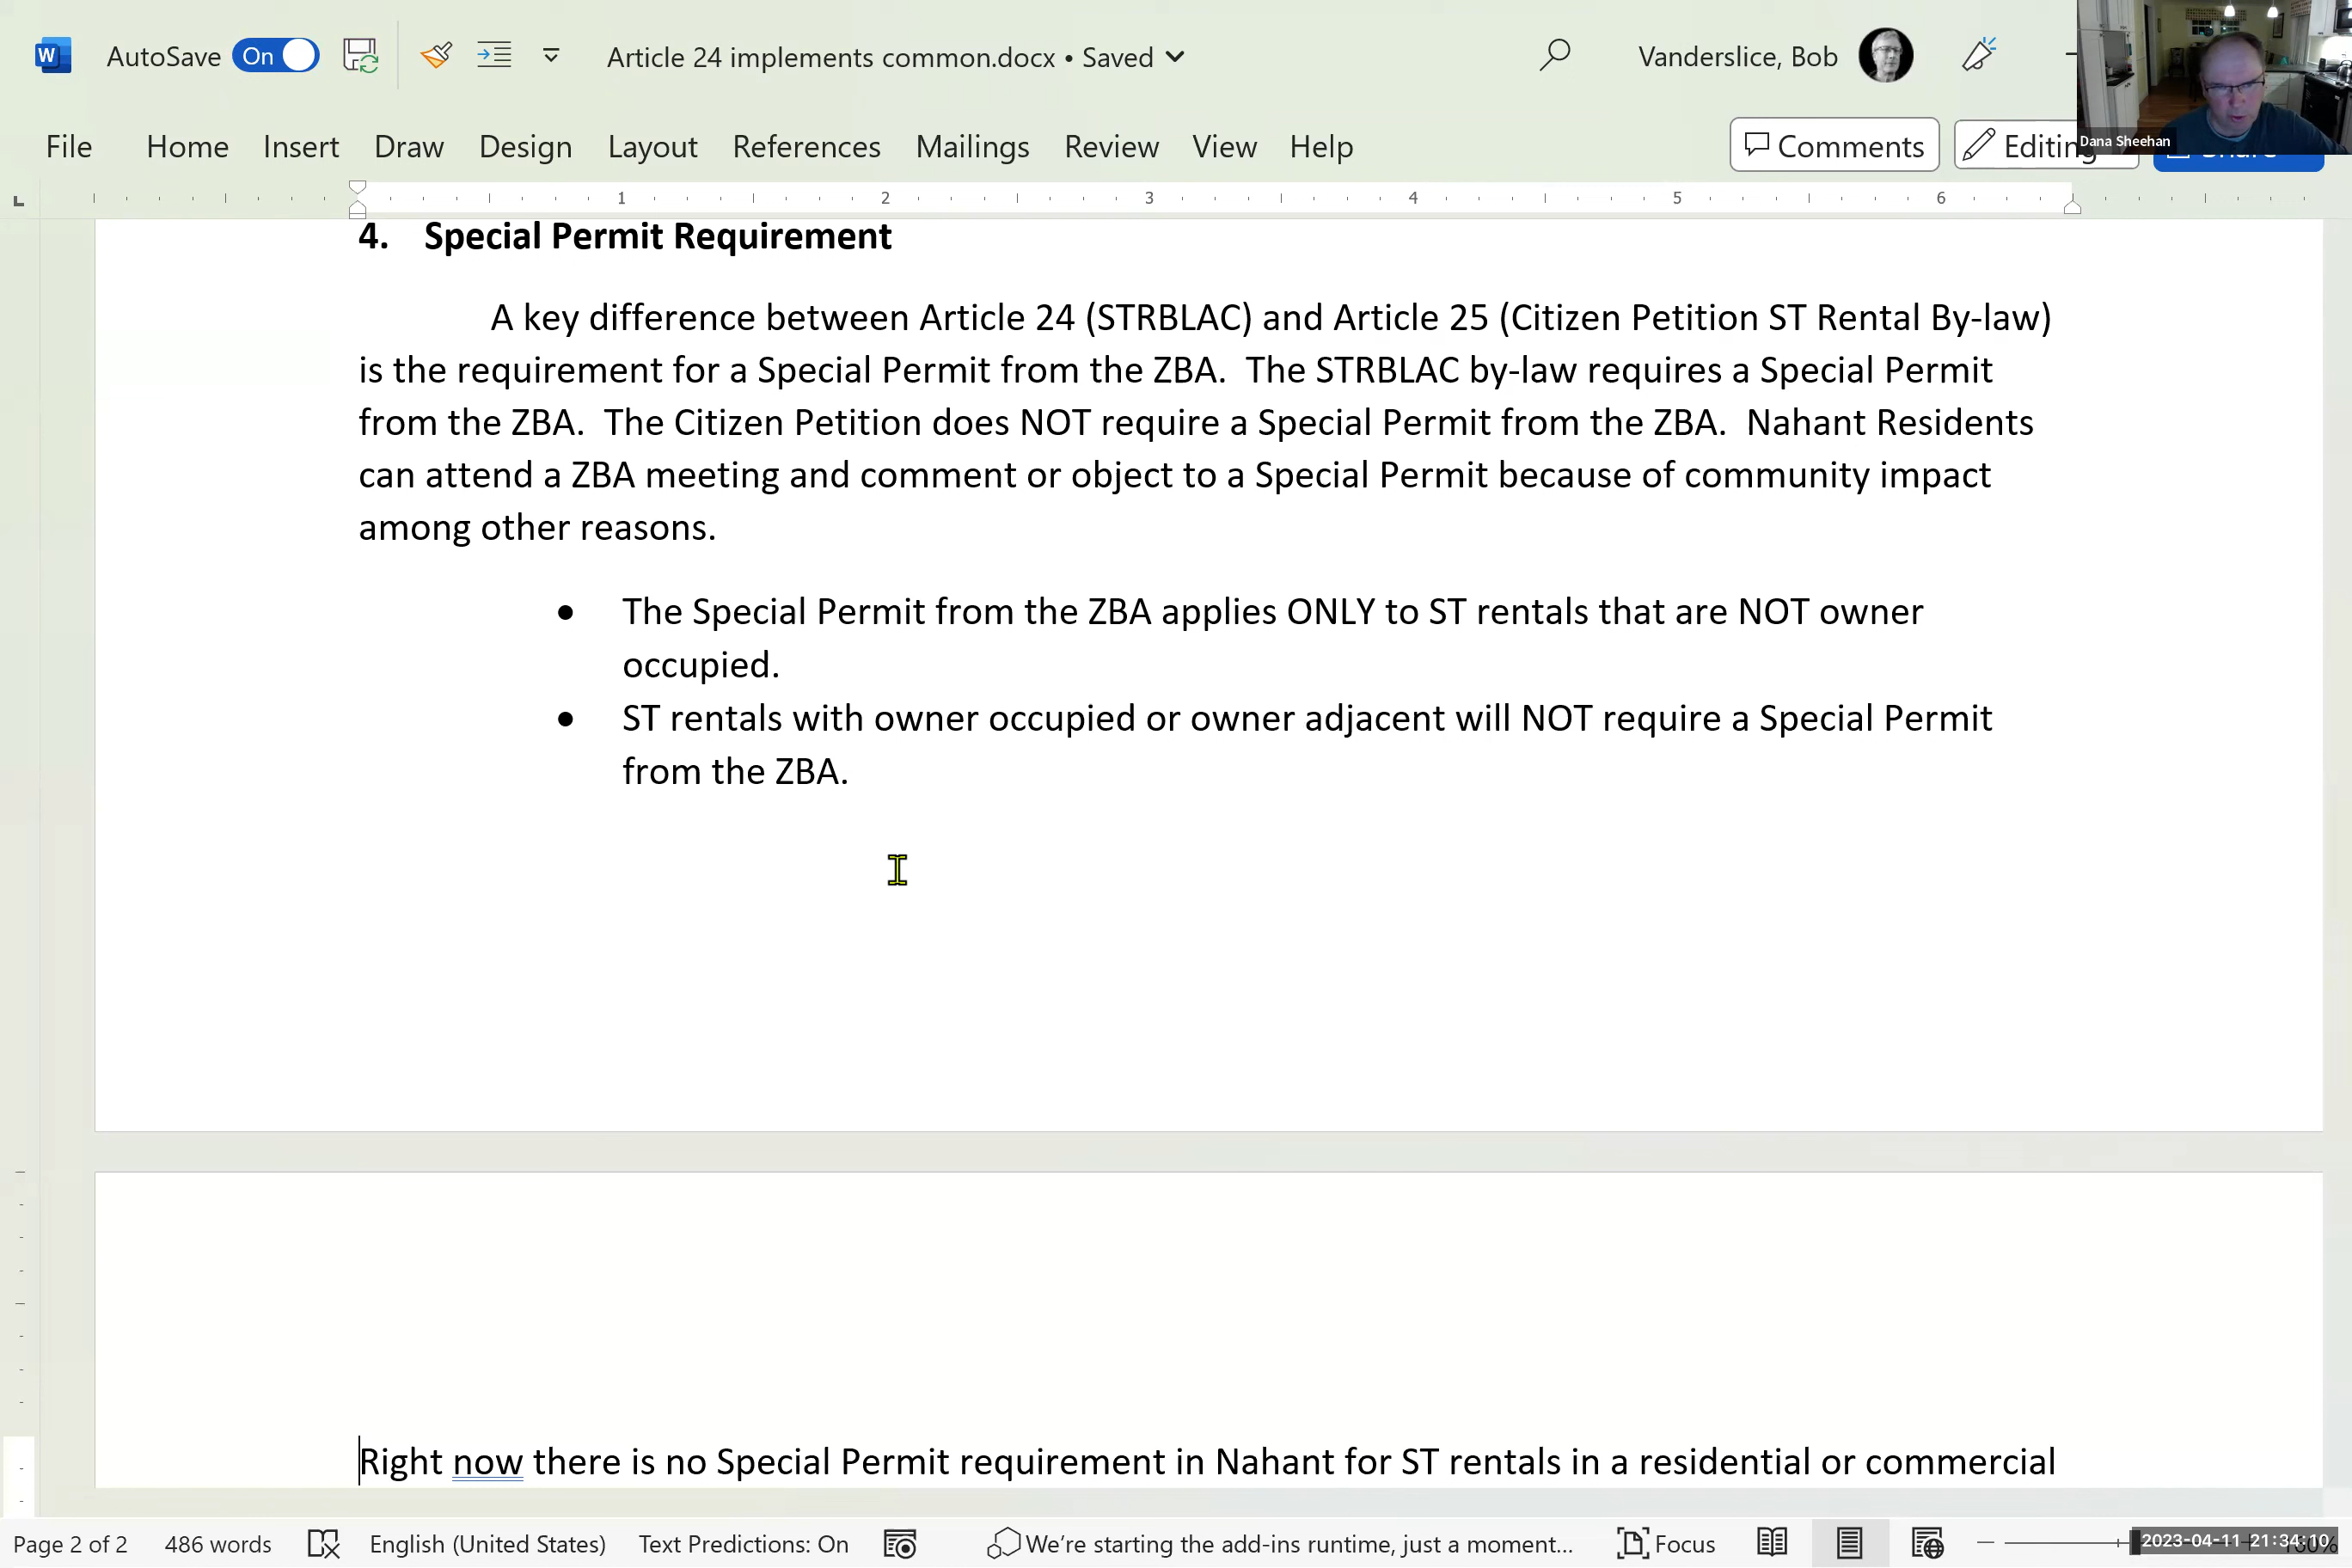 W AutoSave On Article 24 implements common.docx • Saved Vanderslice, Bob
File Home Insert Draw Design Layout References Mailings Review View Help Comments Editing Dana Sheehan
1 2 3 4 5 6
4. Special Permit Requirement
A key difference between Article 24 (STRBLAC) and Article 25 (Citizen Petition ST Rental By-law)
is the requirement for a Special Permit from the ZBA. The STRBLAC by-law requires a Special Permit
from the ZBA. The Citizen Petition does NOT require a Special Permit from the ZBA. Nahant Residents
can attend a ZBA meeting and comment or object to a Special Permit because of community impact
among other reasons.
• The Special Permit from the ZBA applies ONLY to ST rentals that are NOT owner
occupied.
• ST rentals with owner occupied or owner adjacent will NOT require a Special Permit
from the ZBA.
Right now there is no Special Permit requirement in Nahant for ST rentals in a residential or commercial
Page 2 of 2 486 words English (United States) Text Predictions: On We're starting the add-ins runtime, just a moment... Focus 2023-04-11 21:34:10